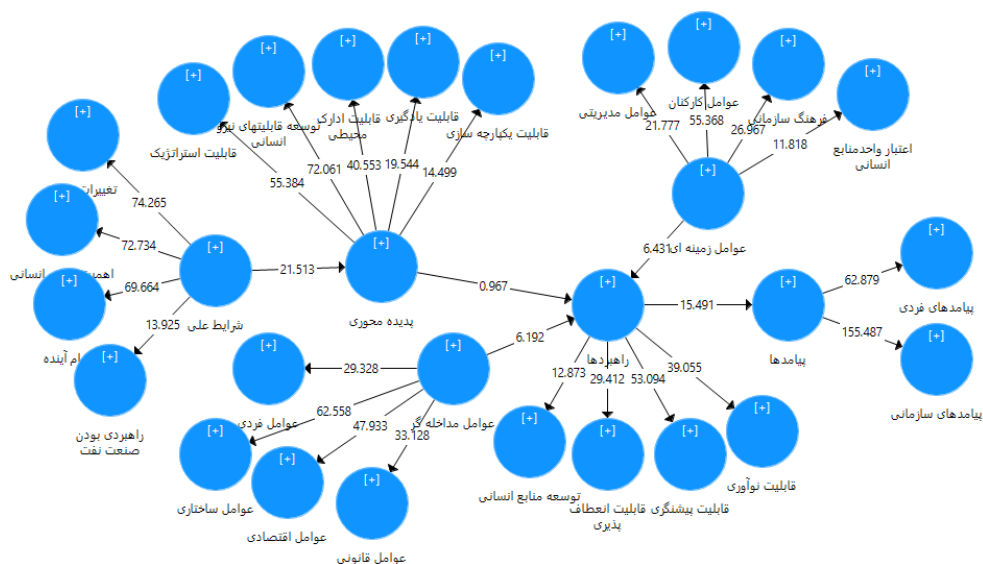 [+]
[+]
[+]
[+]
[+]
قابلیت استراتژیک
توسعه قابلیتهای نیرو
انسانی
قابلیت ادارک
محیطی
قابلیت یادگیری
قابلیت یکپارچه سازی
55.384
72.061
40.553
19.544
14.499
[+]
[+]
[+]
[+]
عوامل مدیریتی
عوامل کارکنان
فرهنگ سازمانی
اعتبار واحدمنابع
انسانی
21.777
55.368
26.967
11.818
[+]
عوامل زمینه ای
6.431
[+]
تغییرات
74.265
[+]
اهمیت
انسانی
72.734
[+]
آینده
69.664
[+]
راهبردی بودن
صنعت نفت
13.925
[+]
شرایط علی
21.513
[+]
پدیده محوری
0.967
[+]
راهبردها
15.491
[+]
پیامدها
62.879
155.487
[+]
پیامدهای فردی
[+]
پیامدهای سازمانی
[+]
عوامل مداخله گر
6.192
29.328
62.558
47.933
33.128
[+]
عوامل فردی
[+]
عوامل ساختاری
[+]
عوامل اقتصادی
[+]
عوامل قانونی
12.873
29.412
53.094
39.055
[+]
توسعه منابع انسانی
[+]
قابلیت انعطاف
پذیری
[+]
قابلیت پیشنگری
[+]
قابلیت نوآوری